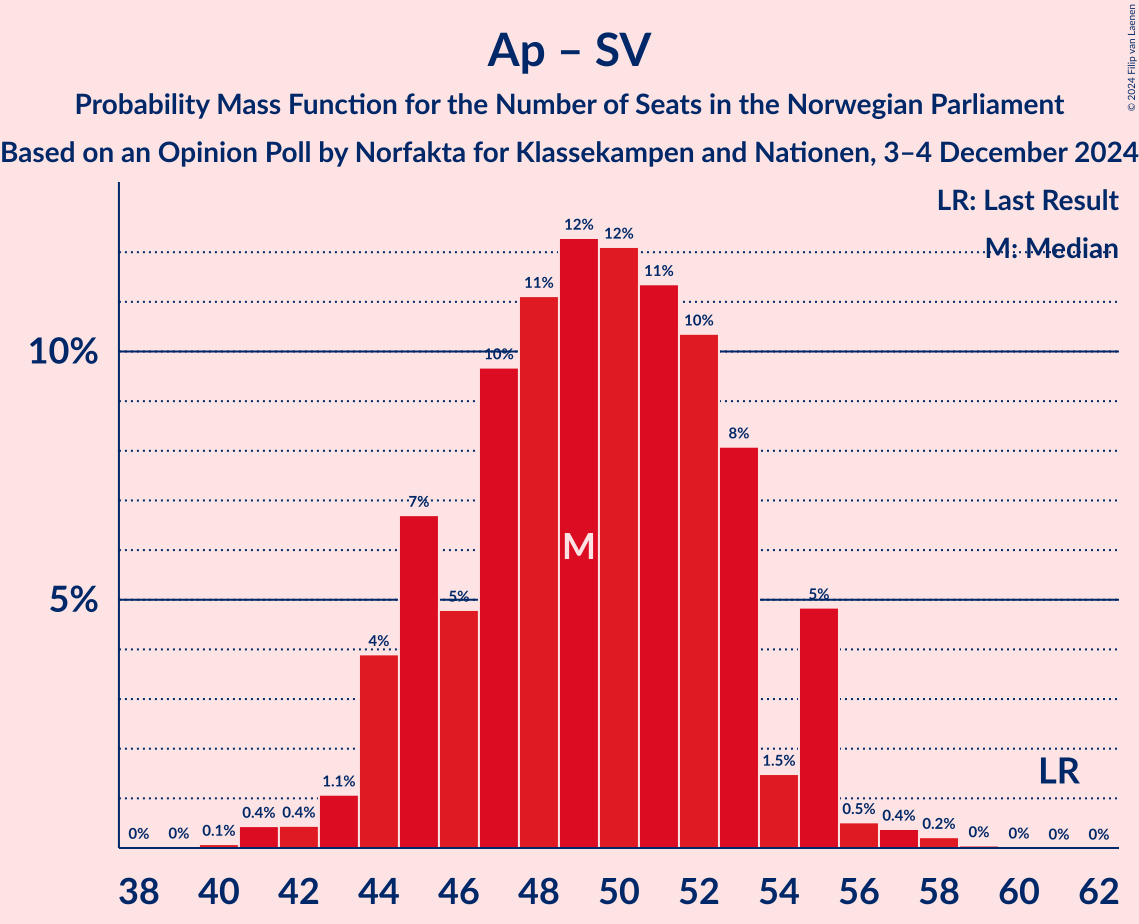 Ap – SV
Probability Mass Function for the Number of Seats in the Norwegian Parliament
Based on an Opinion Poll by Norfakta for Klassekampen and Nationen, 3–4 December 2024
© 2024 Filip van Laenen
LR: Last Result
M: Median
10%
5%
0% 0% 0.1% 0.4% 0.4% 1.1% 4% 7% 5% 10% 11% 12% 12% 11% 10% 8% 1.5% 5% 0.5% 0.4% 0.2% 0% 0% 0% 0%
M
LR
38 40 42 44 46 48 50 52 54 56 58 60 62